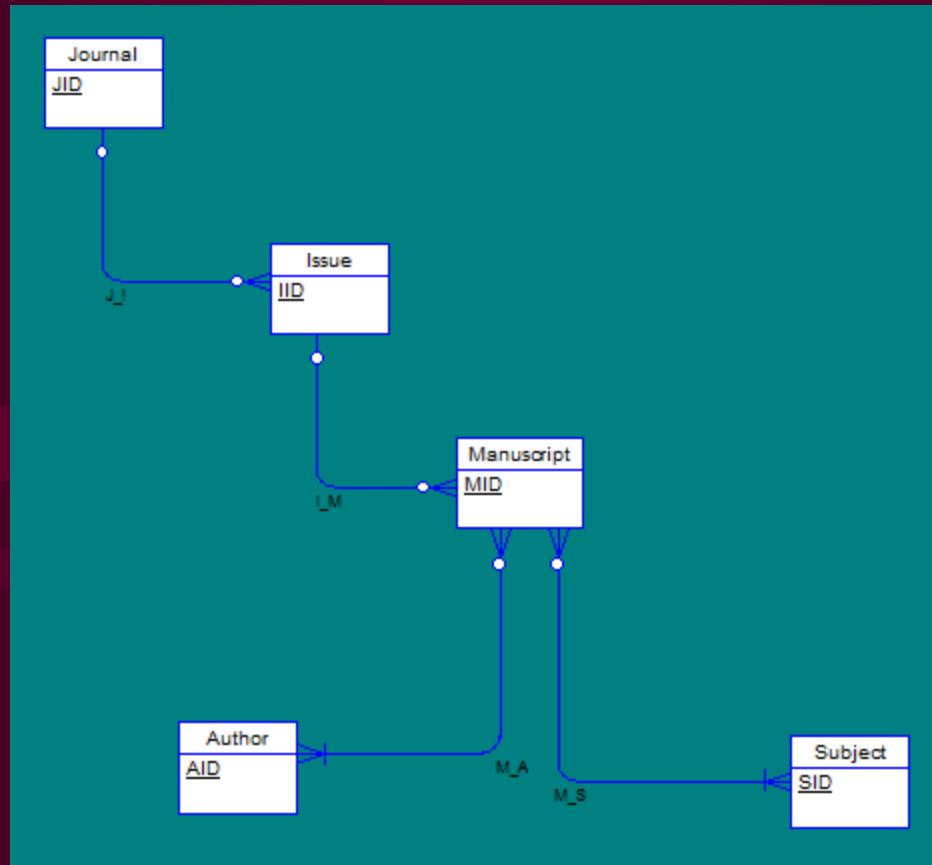 Journal
JID
J_I
Issue
IID
I_M
Manuscript
MID
Author
AID
M_A
M_S
Subject
SID